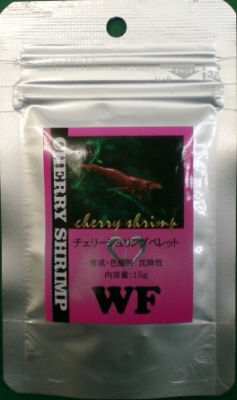 CHERRY SHRIMP
cherry shrimp
チェリーシュリンプペレット
育成・色揚用 沈降性
内容量:15g
WF